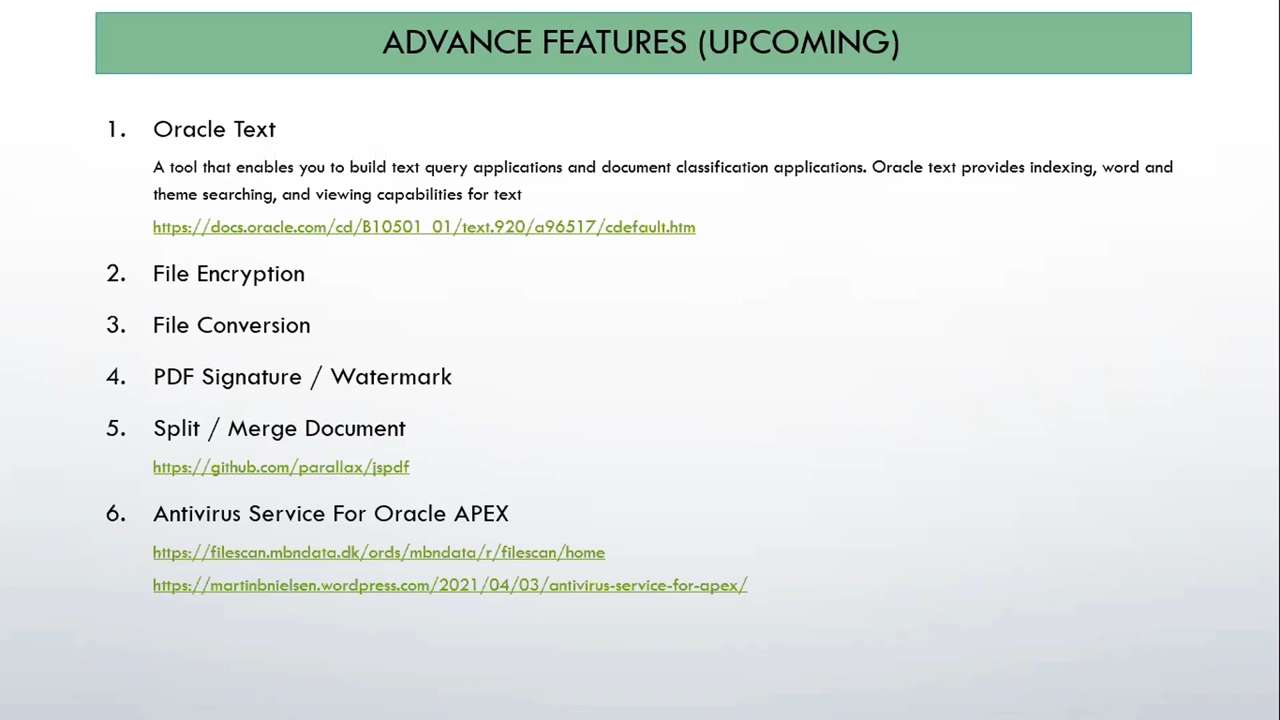 ADVANCE FEATURES (UPCOMING)
1. Oracle Text
A tool that enables you to build text query applications and document classification applications. Oracle text provides indexing, word and
theme searching, and viewing capabilities for text
https://docs.oracle.com/cd/B10501_01/text.920/a96517/cdefault.htm
2. File Encryption
3. File Conversion
4. PDF Signature / Watermark
5. Split / Merge Document
https://github.com/parallax/jspdf
6. Antivirus Service For Oracle APEX
https://filescan.mbndata.dk/ords/mbndata/r/filescan/home
https://martinbnielsen.wordpress.com/2021/04/03/antivirus-service-for-apex/